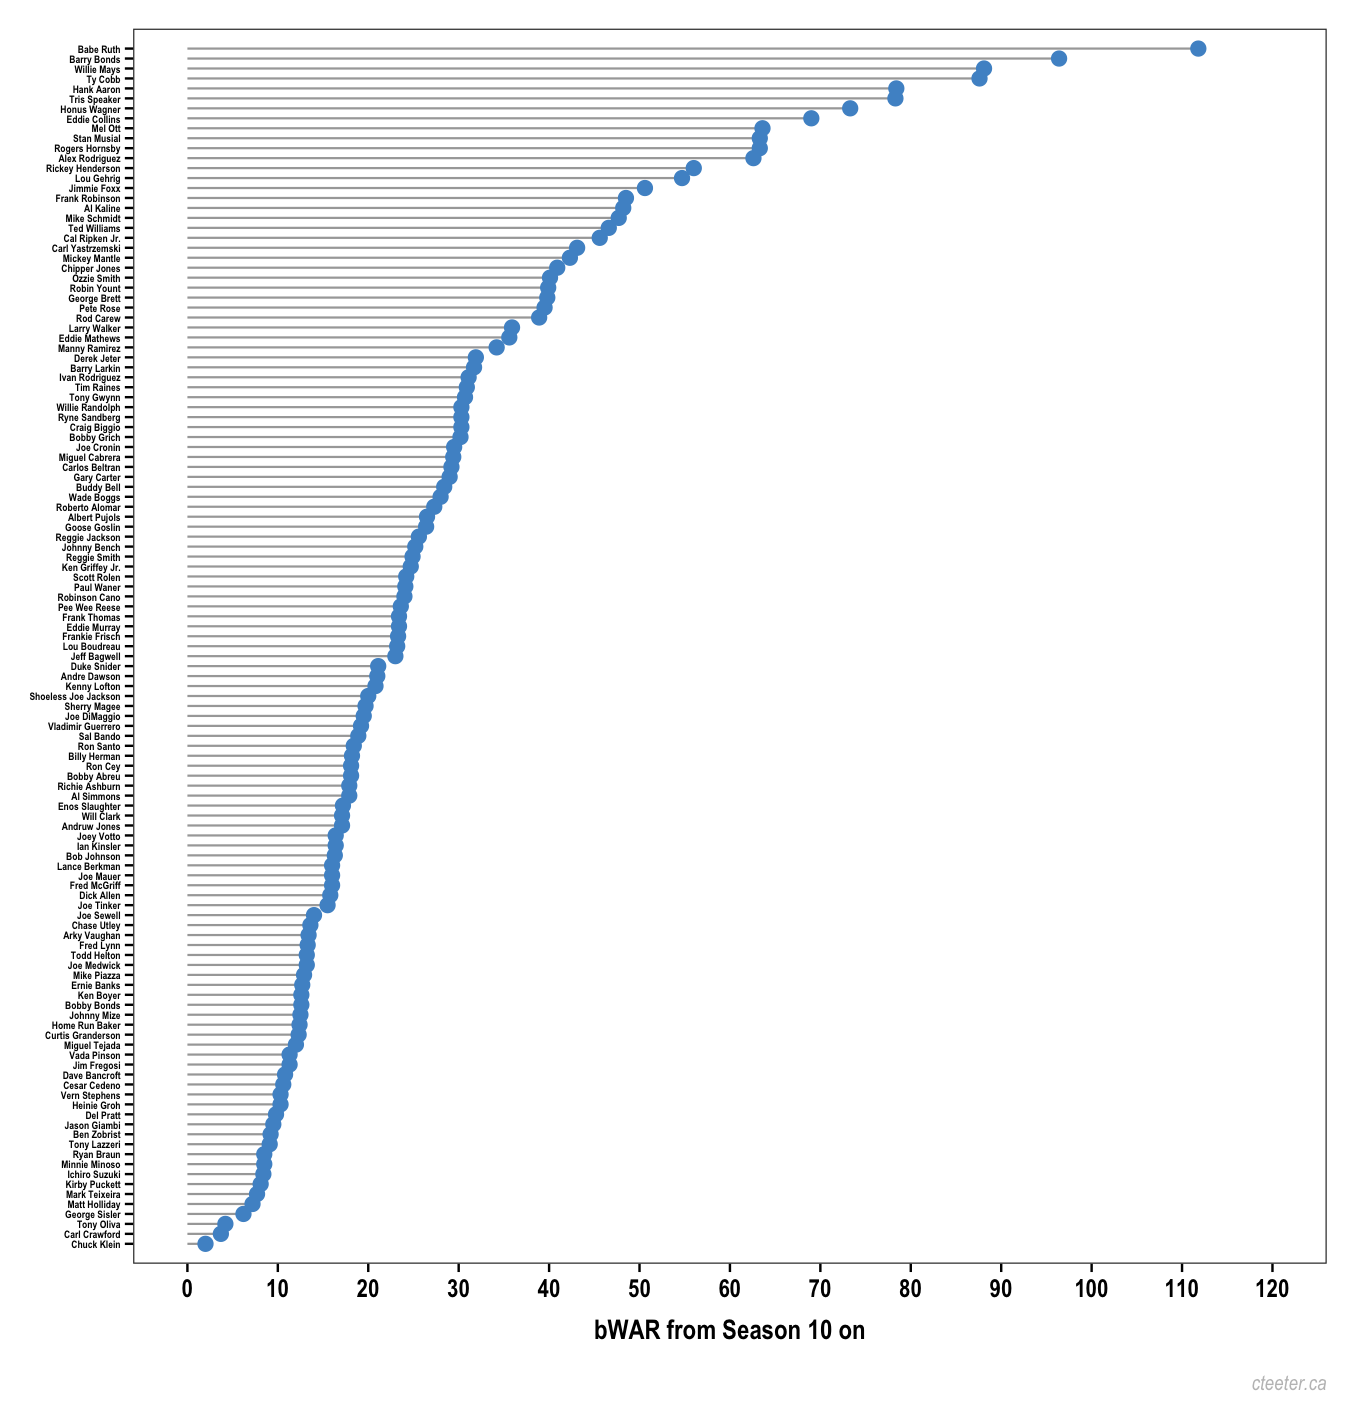 Babe Ruth
Barry Bonds
Willie Mays
Ty Cobb
Hank Aaron
Tris Speaker
Honus Wagner
Eddie Collins
Mel Ott
Stan Musial
Rogers Hornsby
Alex Rodriguez
Rickey Henderson
Lou Gehrig
Jimmie Foxx
Frank Robinson
Al Kaline
Mike Schmidt
Ted Williams
Cal Ripken Jr.
Carl Yastrzemski
Mickey Mantle
Chipper Jones
Ozzie Smith
Robin Yount
George Brett
Pete Rose
Rod Carew
Larry Walker
Eddie Mathews
Manny Ramirez
Derek Jeter
Barry Larkin
Ivan Rodriguez
Tim Raines
Tony Gwynn
Willie Randolph
Ryne Sandberg
Craig Biggio
Bobby Grich
Joe Cronin
Miguel Cabrera
Carlos Beltran
Gary Carter
Buddy Bell
Wade Boggs
Roberto Alomar
Albert Pujols
Goose Goslin
Reggie Jackson
Johnny Bench
Reggie Smith
Ken Griffey Jr.
Scott Rolen
Paul Waner
Robinson Cano
Pee Wee Reese
Frank Thomas
Eddie Murray
Frankie Frisch
Lou Boudreau
Jeff Bagwell
Duke Snider
Andre Dawson
Kenny Lofton
Shoeless Joe Jackson
Sherry Magee
Joe DiMaggio
Vladimir Guerrero
Sal Bando
Ron Santo
Billy Herman
Ron Cey
Bobby Abreu
Richie Ashburn
Al Simmons
Enos Slaughter
Will Clark
Andruw Jones
Joey Votto
Ian Kinsler
Bob Johnson
Lance Berkman
Joe Mauer
Fred McGriff
Dick Allen
Joe Tinker
Joe Sewell
Chase Utley
Arky Vaughan
Fred Lynn
Todd Helton
Joe Medwick
Mike Piazza
Ernie Banks
Ken Boyer
Bobby Bonds
Johnny Mize
Home Run Baker
Curtis Granderson
Miguel Tejada
Vada Pinson
Jim Fregosi
Dave Bancroft
Cesar Cedeno
Vern Stephens
Heinie Groh
Del Pratt
Jason Giambi
Ben Zobrist
Tony Lazzeri
Ryan Braun
Minnie Minoso
Ichiro Suzuki
Kirby Puckett
Mark Teixeira
Matt Holliday
George Sisler
Tony Oliva
Carl Crawford
Chuck Klein
0 10 20 30 40 50 60 70 80 90 100 110 120
bWAR from Season 10 on
cteeter.ca